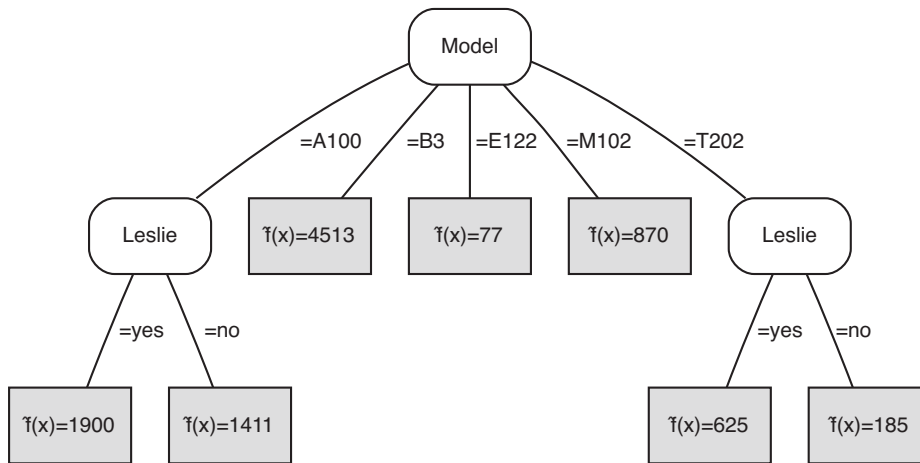 Model
=A100
=B3
=E122
=M102
=T202
Leslie
f̃(x)=4513
f̃(x)=77
f̃(x)=870
Leslie
=yes
=no
=yes
=no
f̃(x)=1900
f̃(x)=1411
f̃(x)=625
f̃(x)=185